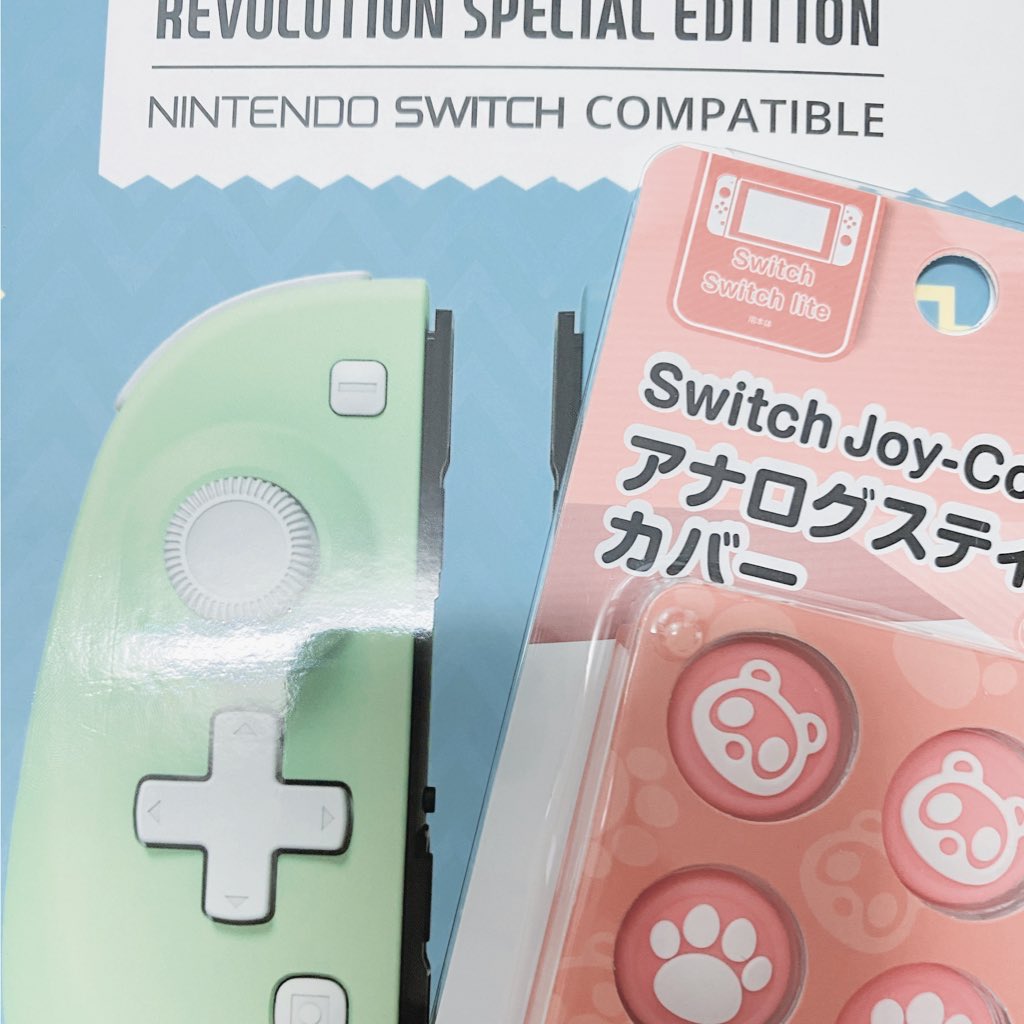 REVOLUTION SPECIAL EDITION
NINTENDO SWITCH COMPATIBLE
Switch
Switch lite
Switch Joy-Co
アナログスティ
カバー